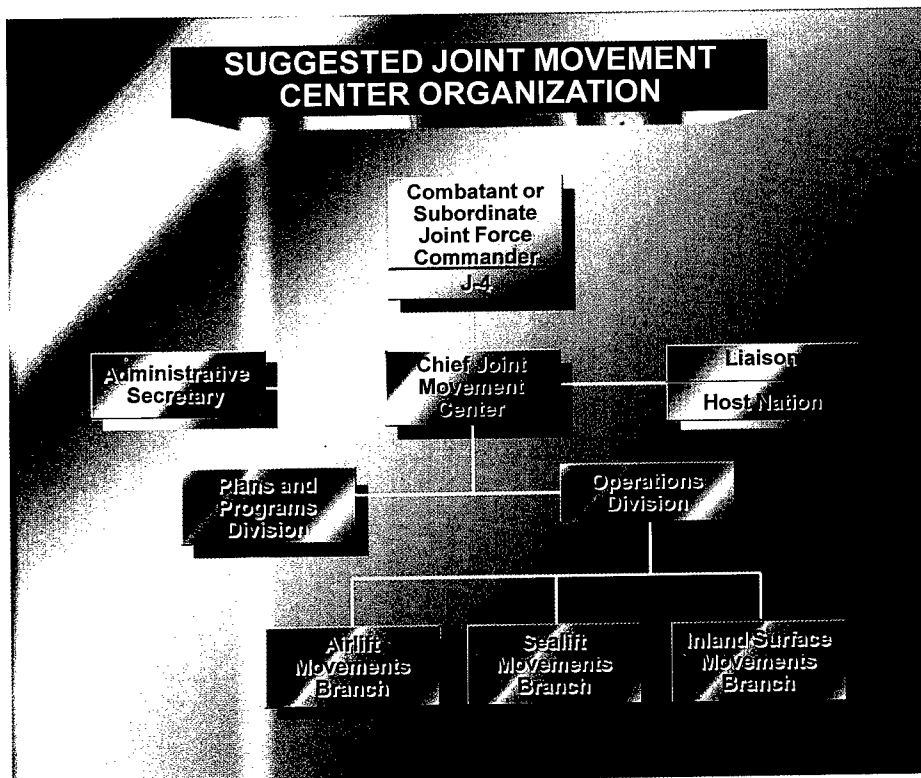 SUGGESTED JOINT MOVEMENT
CENTER ORGANIZATION
Combatant or
Subordinate
Joint Force
Commander
J-4
Administrative
Secretary
Chief Joint
Movement
Center
Liaison
Host Nation
Plans and
Programs
Division
Operations
Division
Airlift
Movements
Branch
Sealift
Movements
Branch
Inland Surface
Movements
Branch